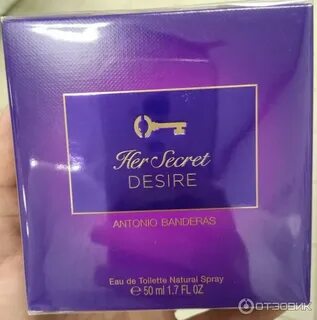 Her Secret
DESIRE
ANTONIO BANDERAS
Eau de Toilette Natural Spray
℮ 50 ml 1.7 FL OZ
ОТЗОВИК